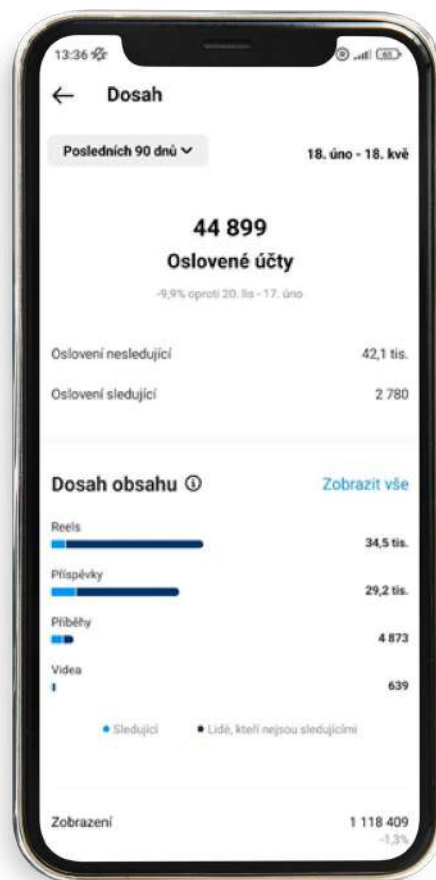 13:36
← Dosah
Posledních 90 dnů
18. úno - 18. kvě
44 899
Oslovené účty
-9,9% oproti 20. lis - 17. úno
Oslovení nesledující 42,1 tis.
Oslovení sledující 2 780
Dosah obsahu Zobrazit vše
Reels
34,5 tis.
Příspěvky
29,2 tis.
Příběhy
4 873
Videa
639
Sledující Lidé, kteří nejsou sledujícími
Zobrazení 1 118 409
-1,3%